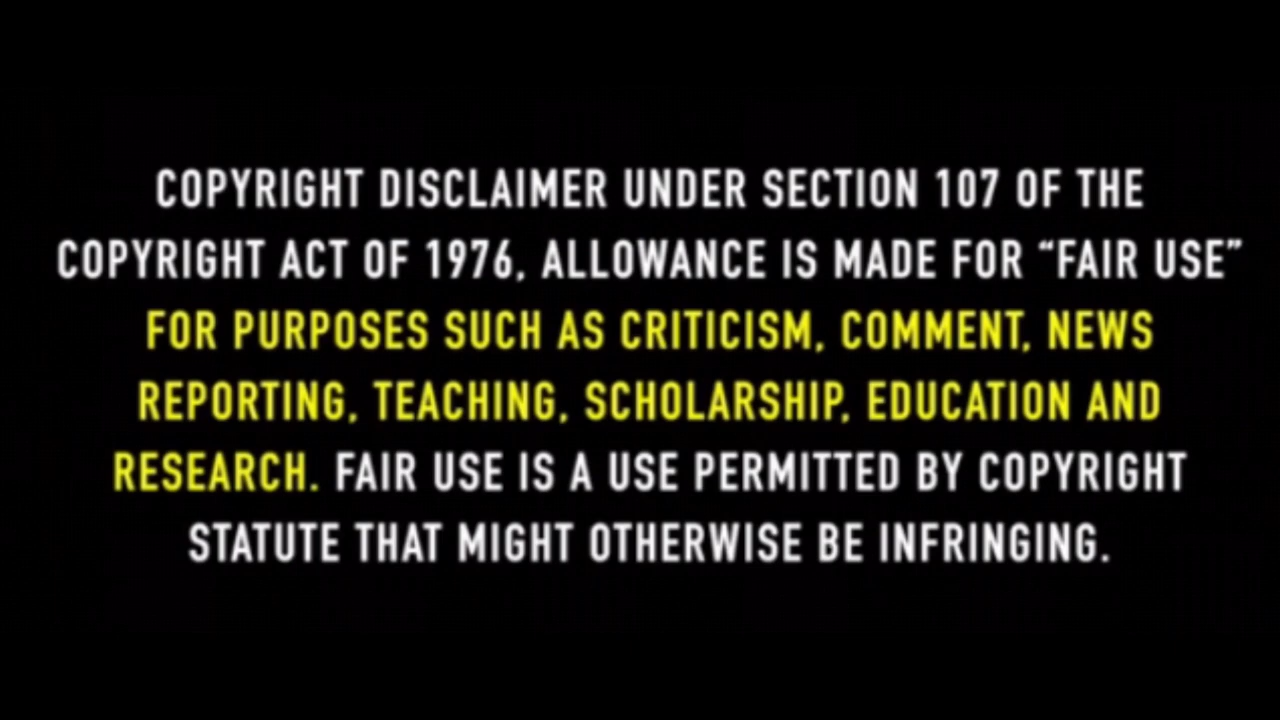 COPYRIGHT DISCLAIMER UNDER SECTION 107 OF THE
COPYRIGHT ACT OF 1976, ALLOWANCE IS MADE FOR “FAIR USE”
FOR PURPOSES SUCH AS CRITICISM, COMMENT, NEWS
REPORTING, TEACHING, SCHOLARSHIP, EDUCATION AND
RESEARCH. FAIR USE IS A USE PERMITTED BY COPYRIGHT
STATUTE THAT MIGHT OTHERWISE BE INFRINGING.